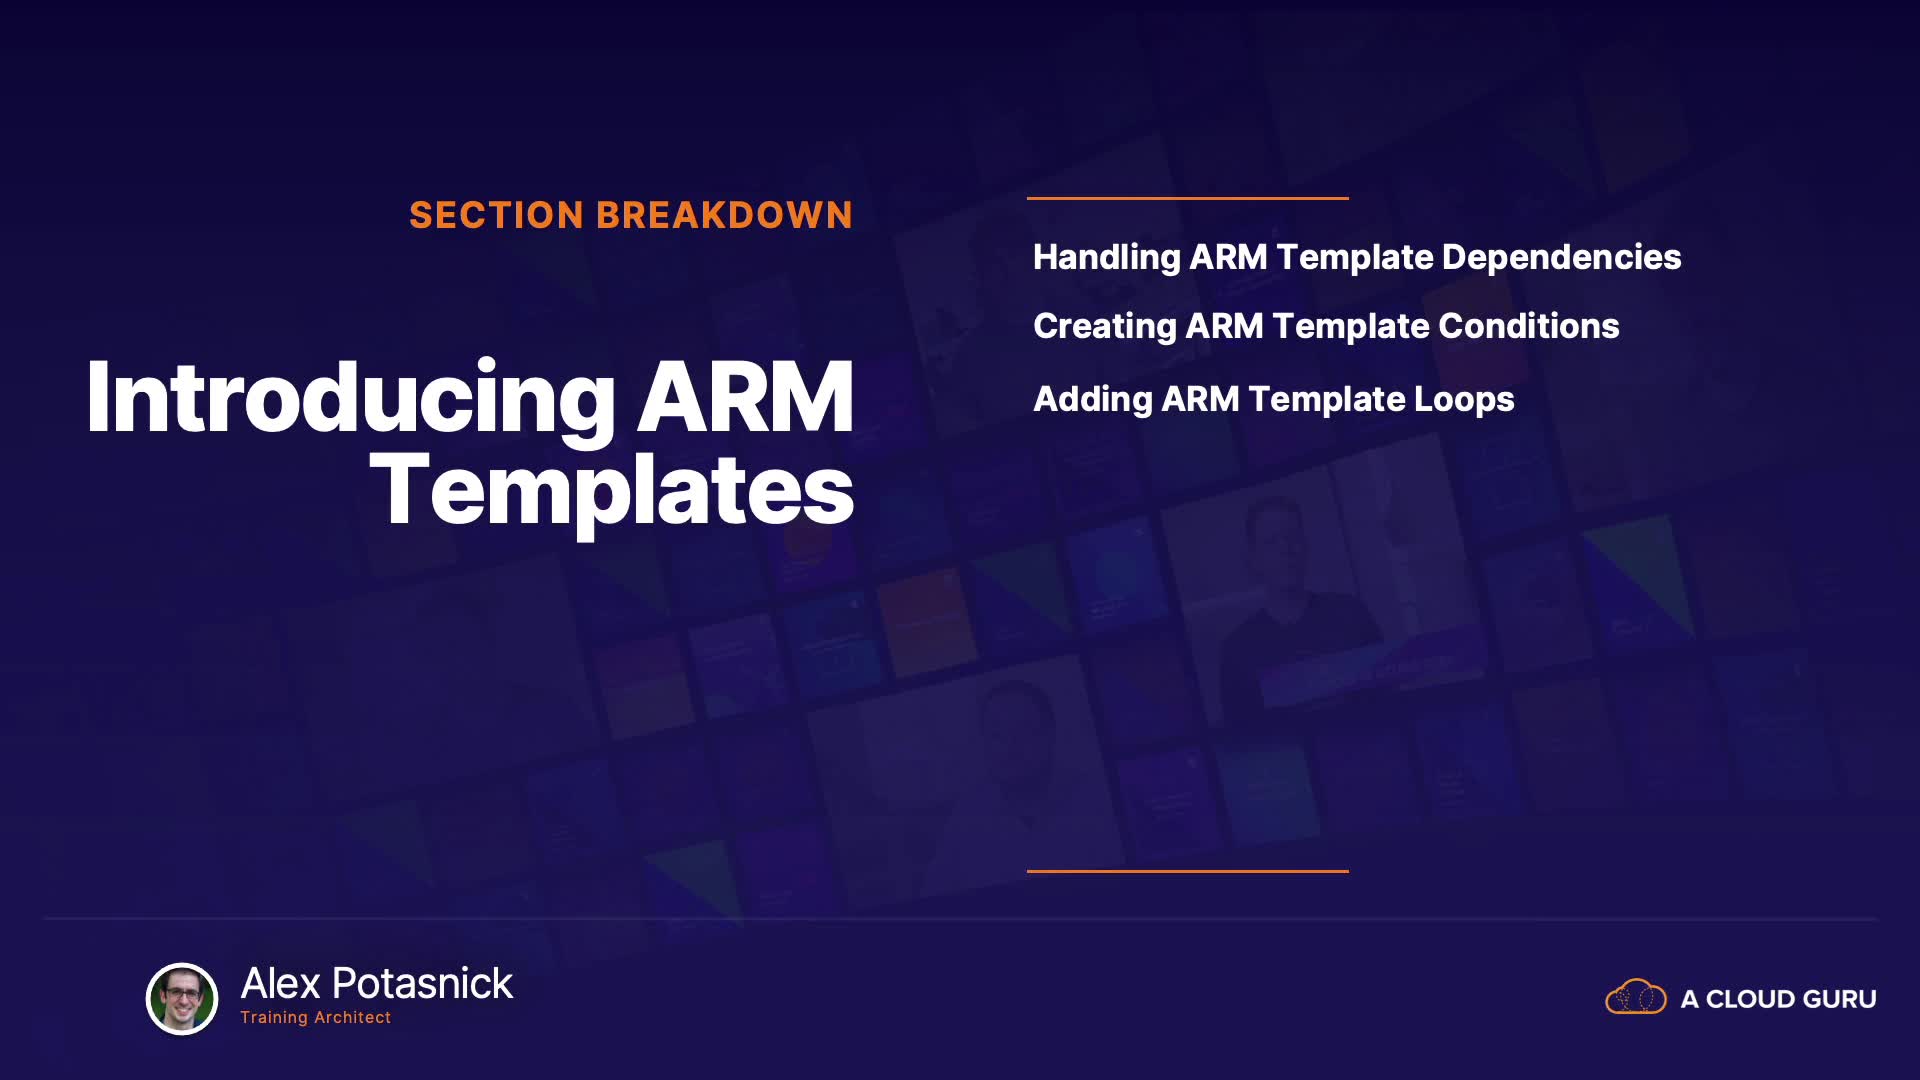 SECTION BREAKDOWN
Introducing ARM
Templates
Handling ARM Template Dependencies
Creating ARM Template Conditions
Adding ARM Template Loops
Alex Potasnick
Training Architect
A CLOUD GURU